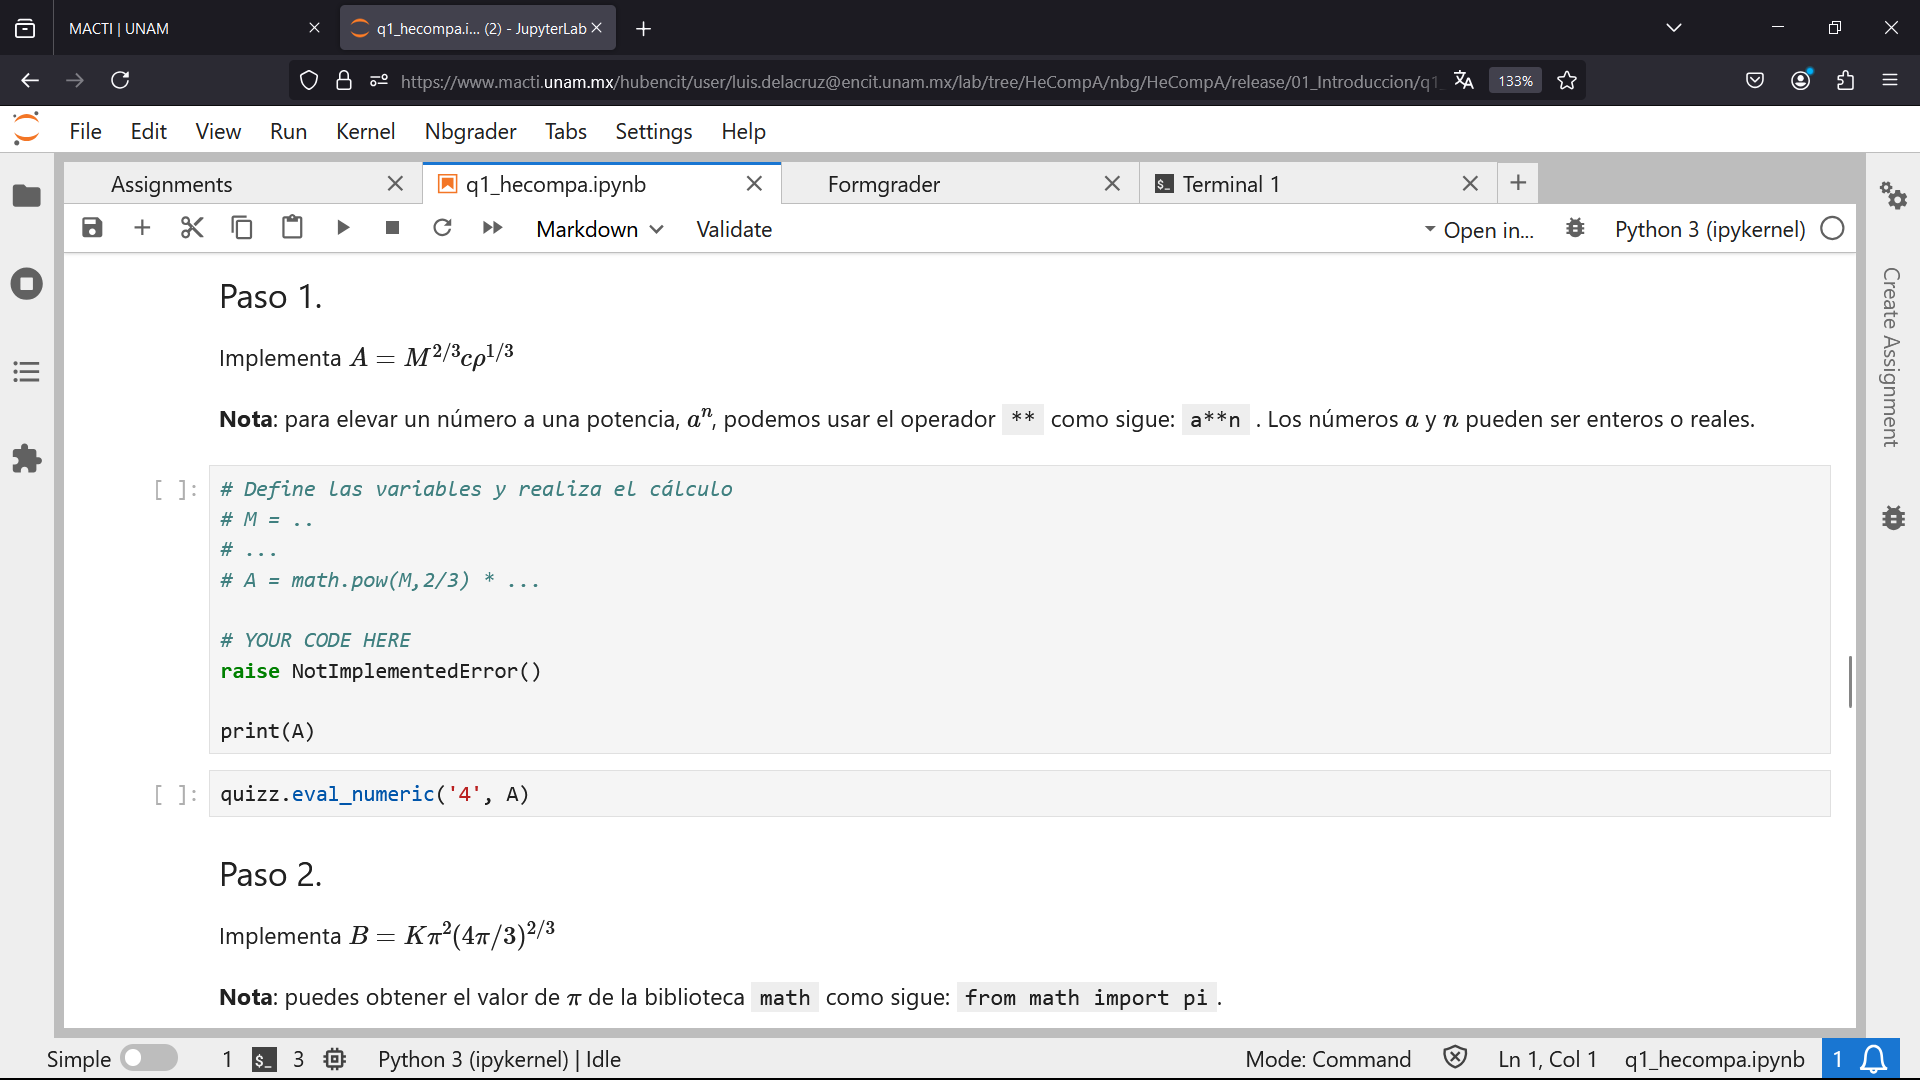 MACTI | UNAM
q1_hecompa.i... (2) - JupyterLab
https://www.macti.unam.mx/hubencit/user/luis.delacruz@encit.unam.mx/lab/tree/HeCompA/nbg/HeCompA/release/01_Introduccion/q1_
133%
File Edit View Run Kernel Nbgrader Tabs Settings Help
Assignments
q1_hecompa.ipynb
Formgrader
Terminal 1
Markdown
Validate
Open in...
Python 3 (ipykernel)
Create Assignment
Paso 1.
Implementa A = M^{2/3}cρ^{1/3}
Nota: para elevar un número a una potencia, a^n, podemos usar el operador ** como sigue: a**n . Los números a y n pueden ser enteros o reales.
[ ]:
# Define las variables y realiza el cálculo
# M = ..
# ...
# A = math.pow(M,2/3) * ...
# YOUR CODE HERE
raise NotImplementedError()
print(A)
[ ]:
quizz.eval_numeric('4', A)
Paso 2.
Implementa B = Kπ^2(4π/3)^{2/3}
Nota: puedes obtener el valor de π de la biblioteca math como sigue: from math import pi .
Simple 1 $_ 3 Python 3 (ipykernel) | Idle Mode: Command Ln 1, Col 1 q1_hecompa.ipynb 1